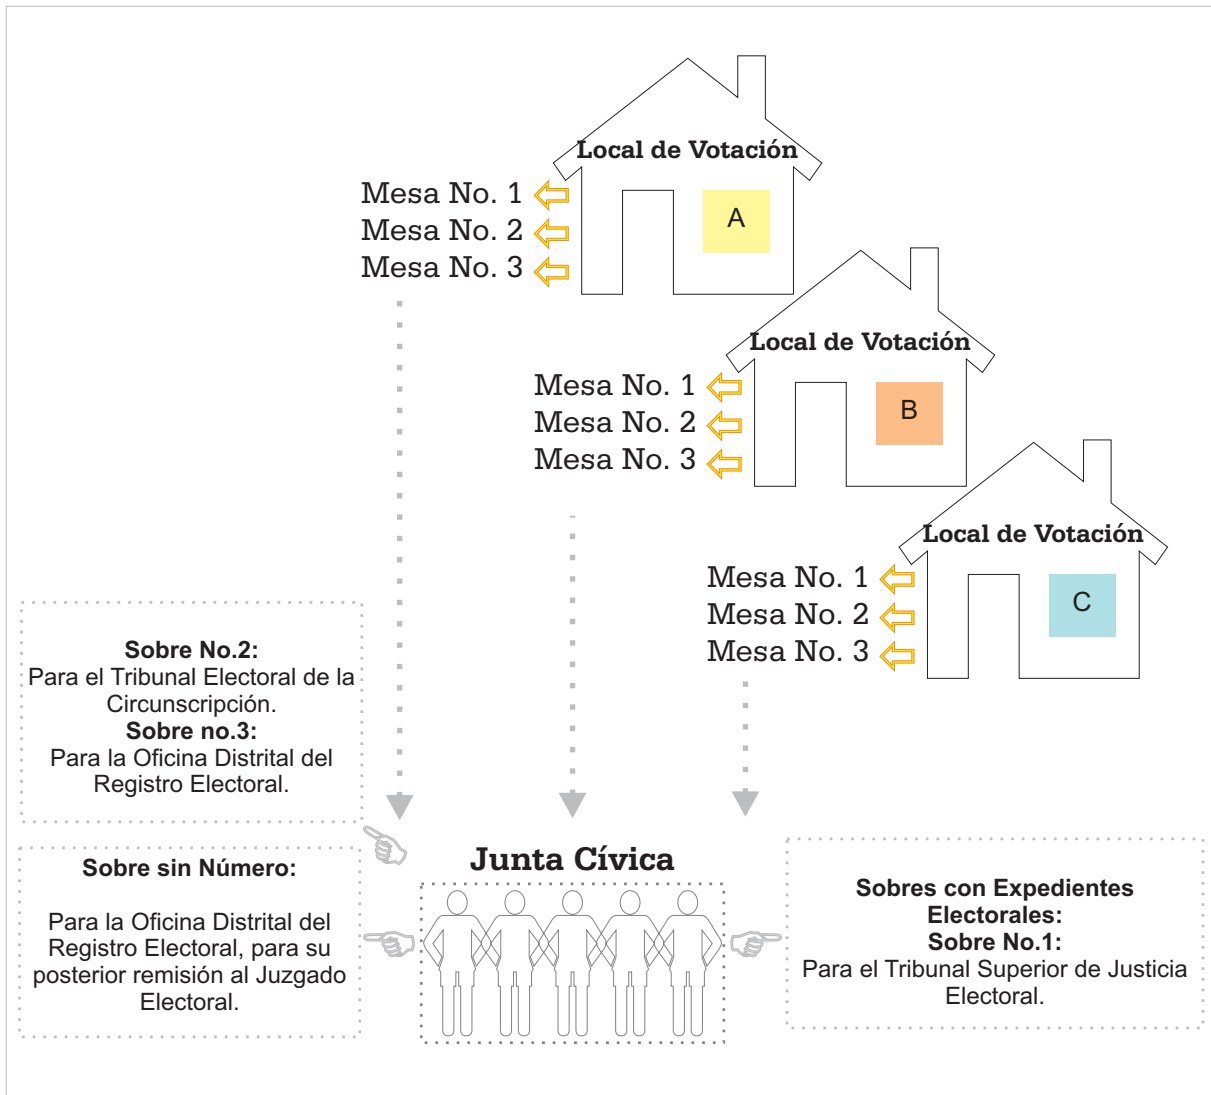 Local de Votación
A
Mesa No. 1
Mesa No. 2
Mesa No. 3
Local de Votación
B
Mesa No. 1
Mesa No. 2
Mesa No. 3
Local de Votación
C
Mesa No. 1
Mesa No. 2
Mesa No. 3
Sobre No.2:
Para el Tribunal Electoral de la
Circunscripción.
Sobre no.3:
Para la Oficina Distrital del
Registro Electoral.
Sobre sin Número:
Para la Oficina Distrital del
Registro Electoral, para su
posterior remisión al Juzgado
Electoral.
Junta Cívica
Sobres con Expedientes
Electorales:
Sobre No.1:
Para el Tribunal Superior de Justicia
Electoral.